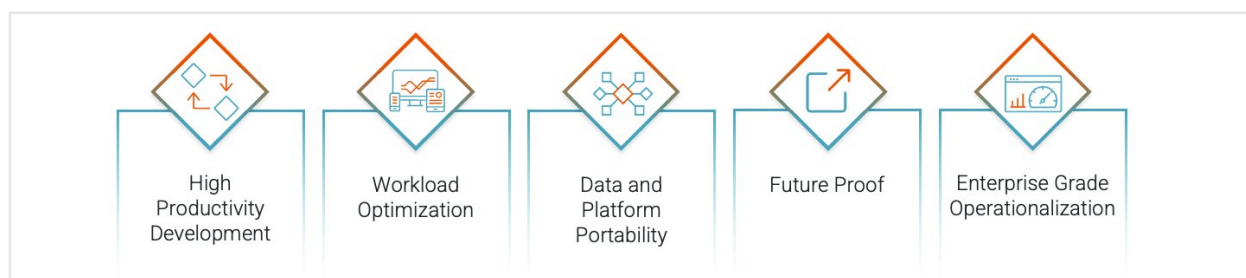 High
Productivity
Development
Workload
Optimization
Data and
Platform
Portability
Future Proof
Enterprise Grade
Operationalization